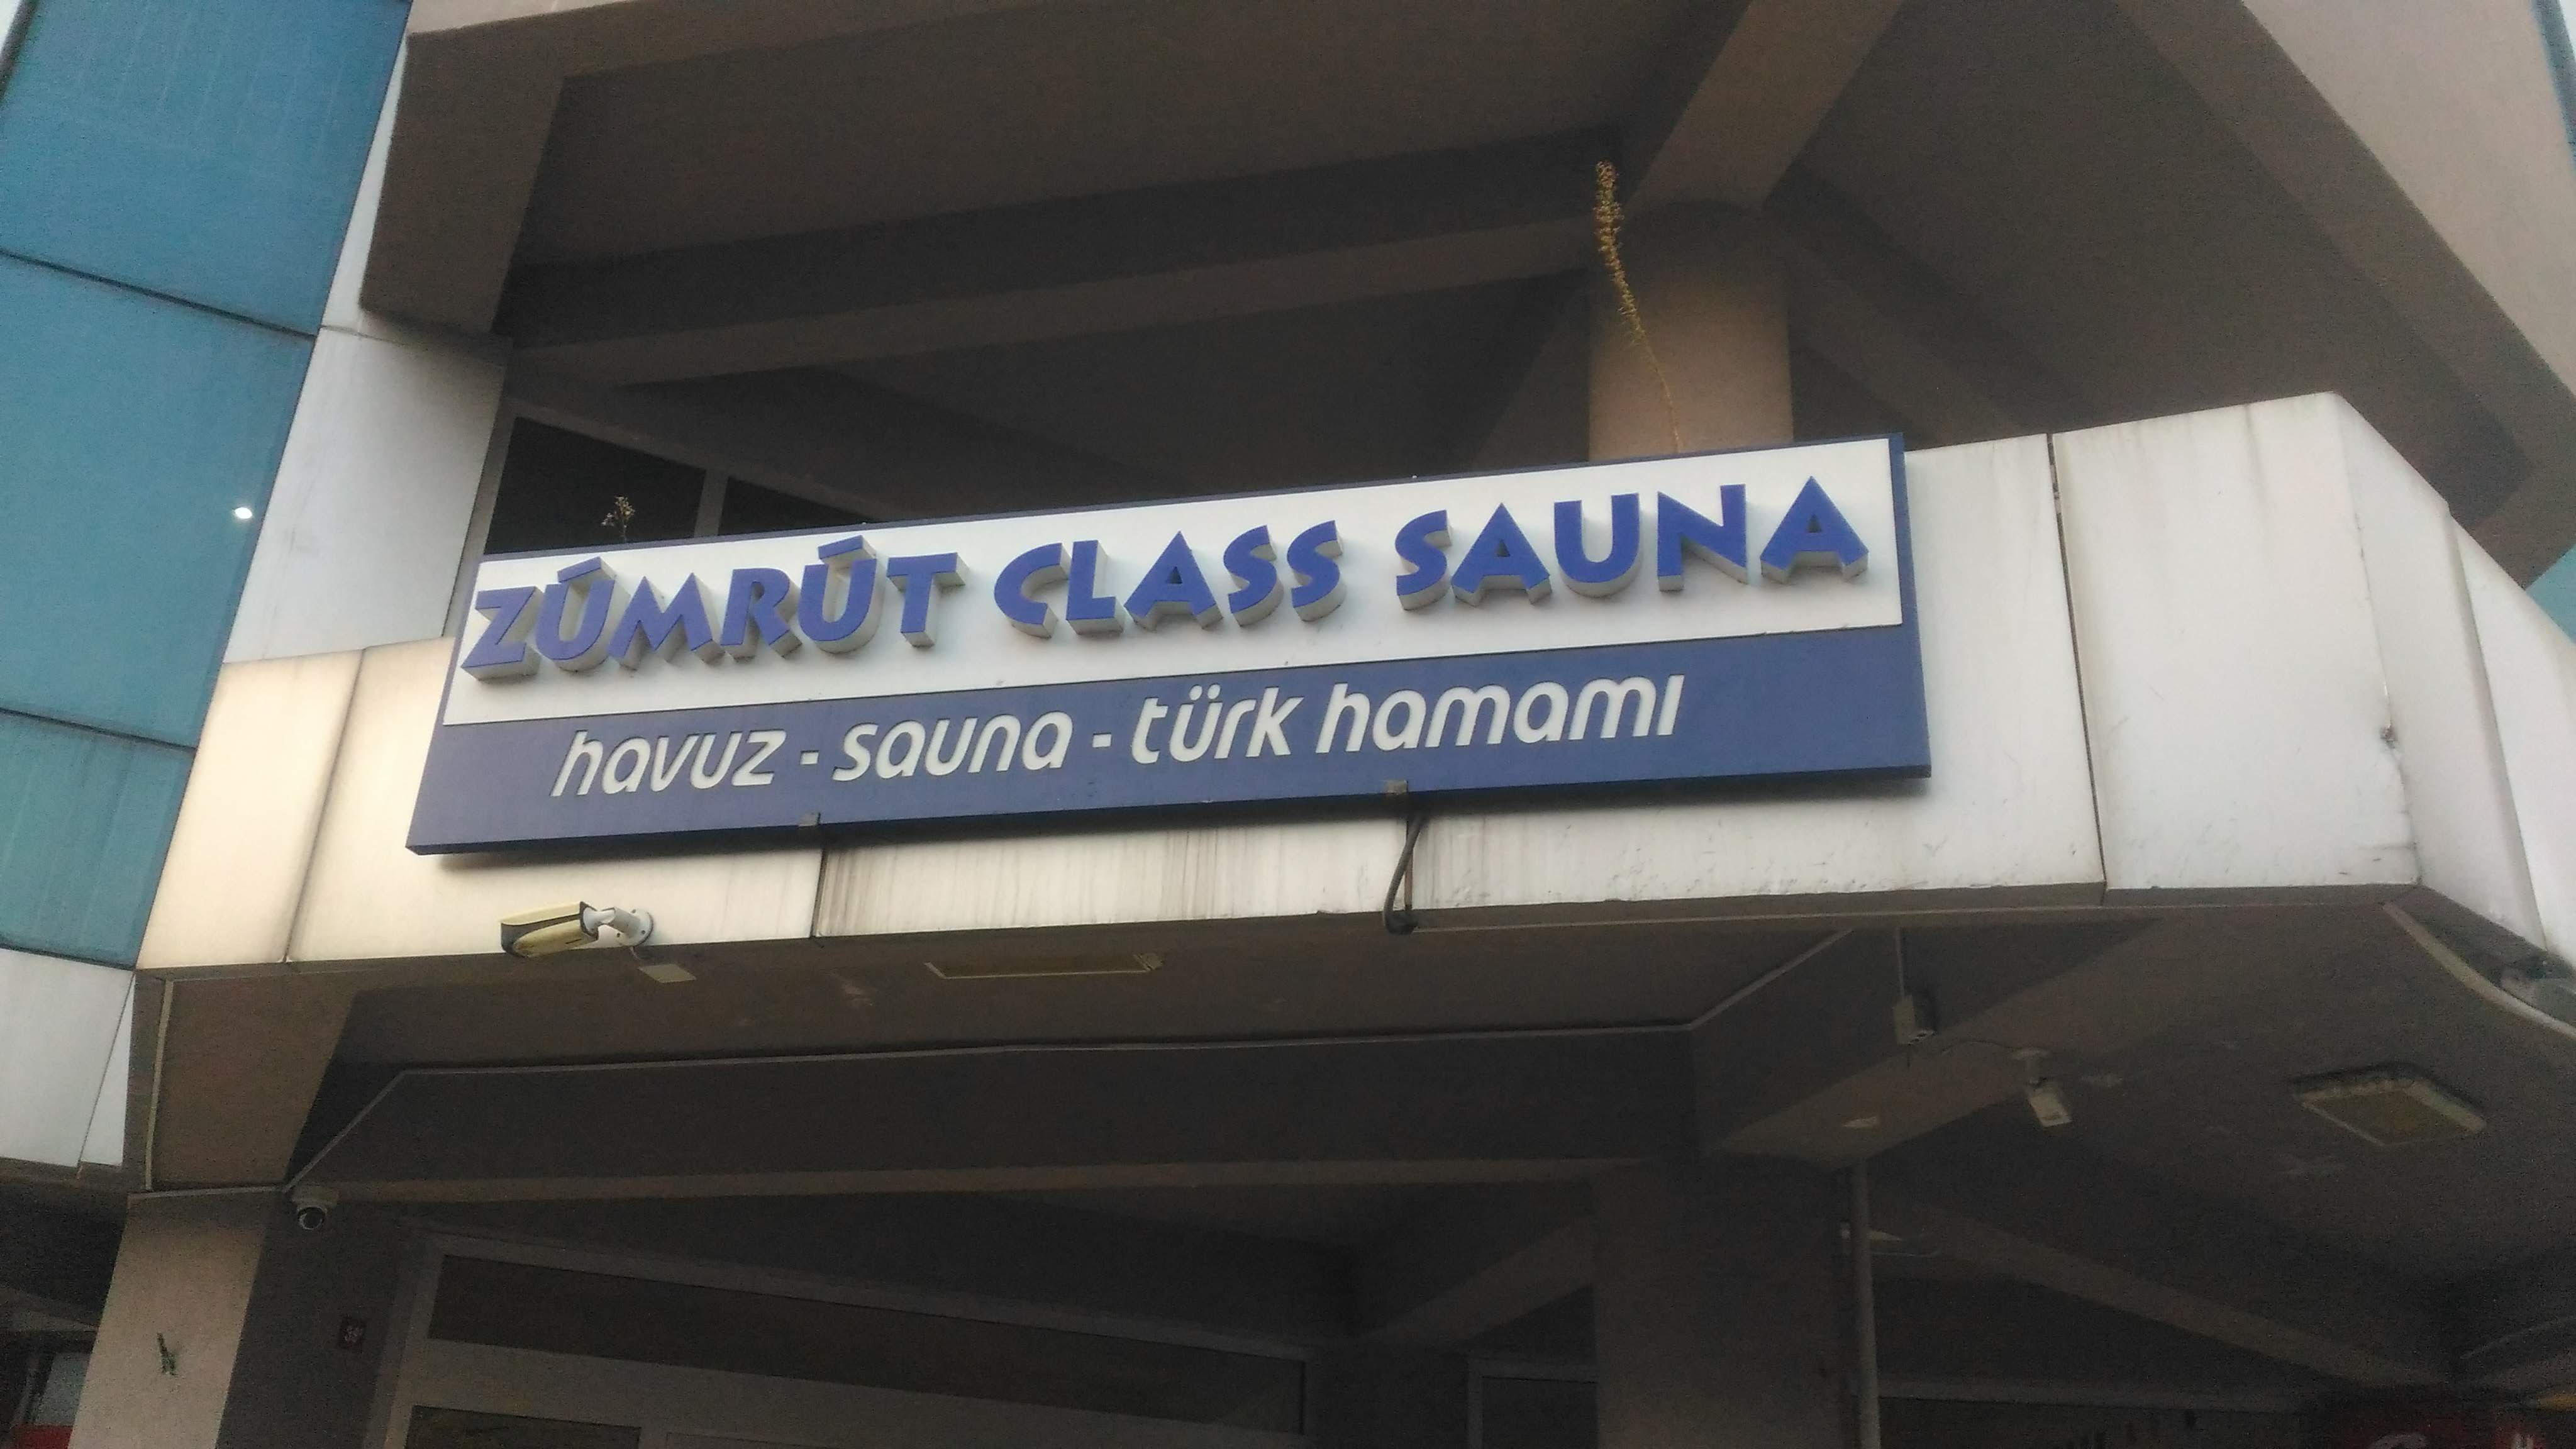 ZÚMRÚT CLASS SAUNA
havuz - sauna - türk hamamı